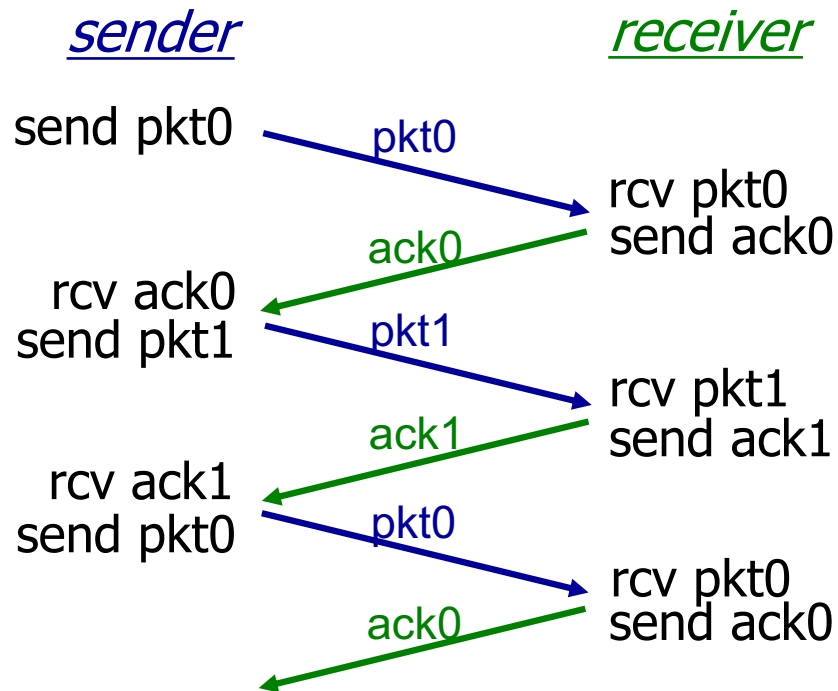 sender
receiver
send pkt0
pkt0
rcv pkt0
send ack0
ack0
rcv ack0
send pkt1
pkt1
rcv pkt1
send ack1
ack1
rcv ack1
send pkt0
pkt0
rcv pkt0
send ack0
ack0